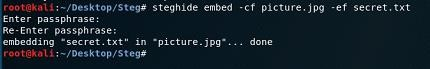 root@kali:~/Desktop/Steg# steghide embed -cf picture.jpg -ef secret.txt
Enter passphrase:
Re-Enter passphrase:
embedding "secret.txt" in "picture.jpg"... done
root@kali:~/Desktop/Steg#